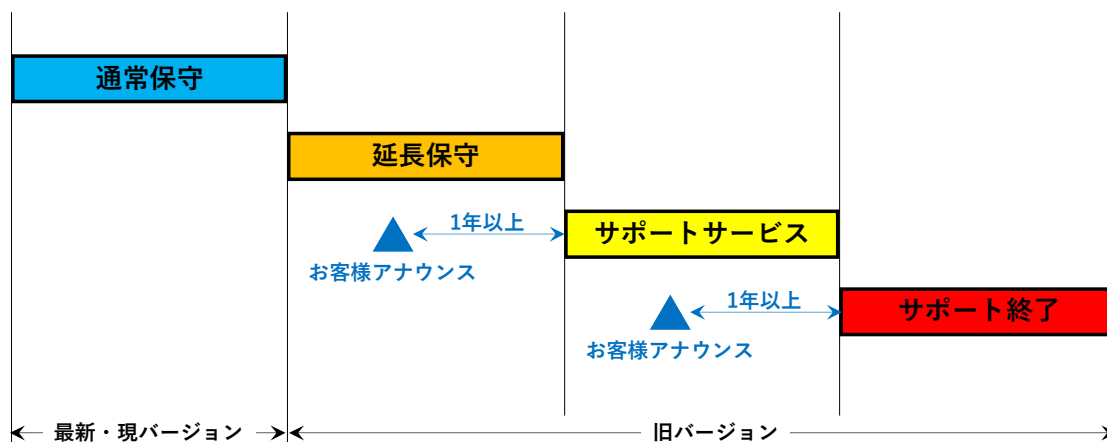 通常保守
延長保守
1年以上
サポートサービス
お客様アナウンス
1年以上
サポート終了
お客様アナウンス
最新・現バージョン
旧バージョン